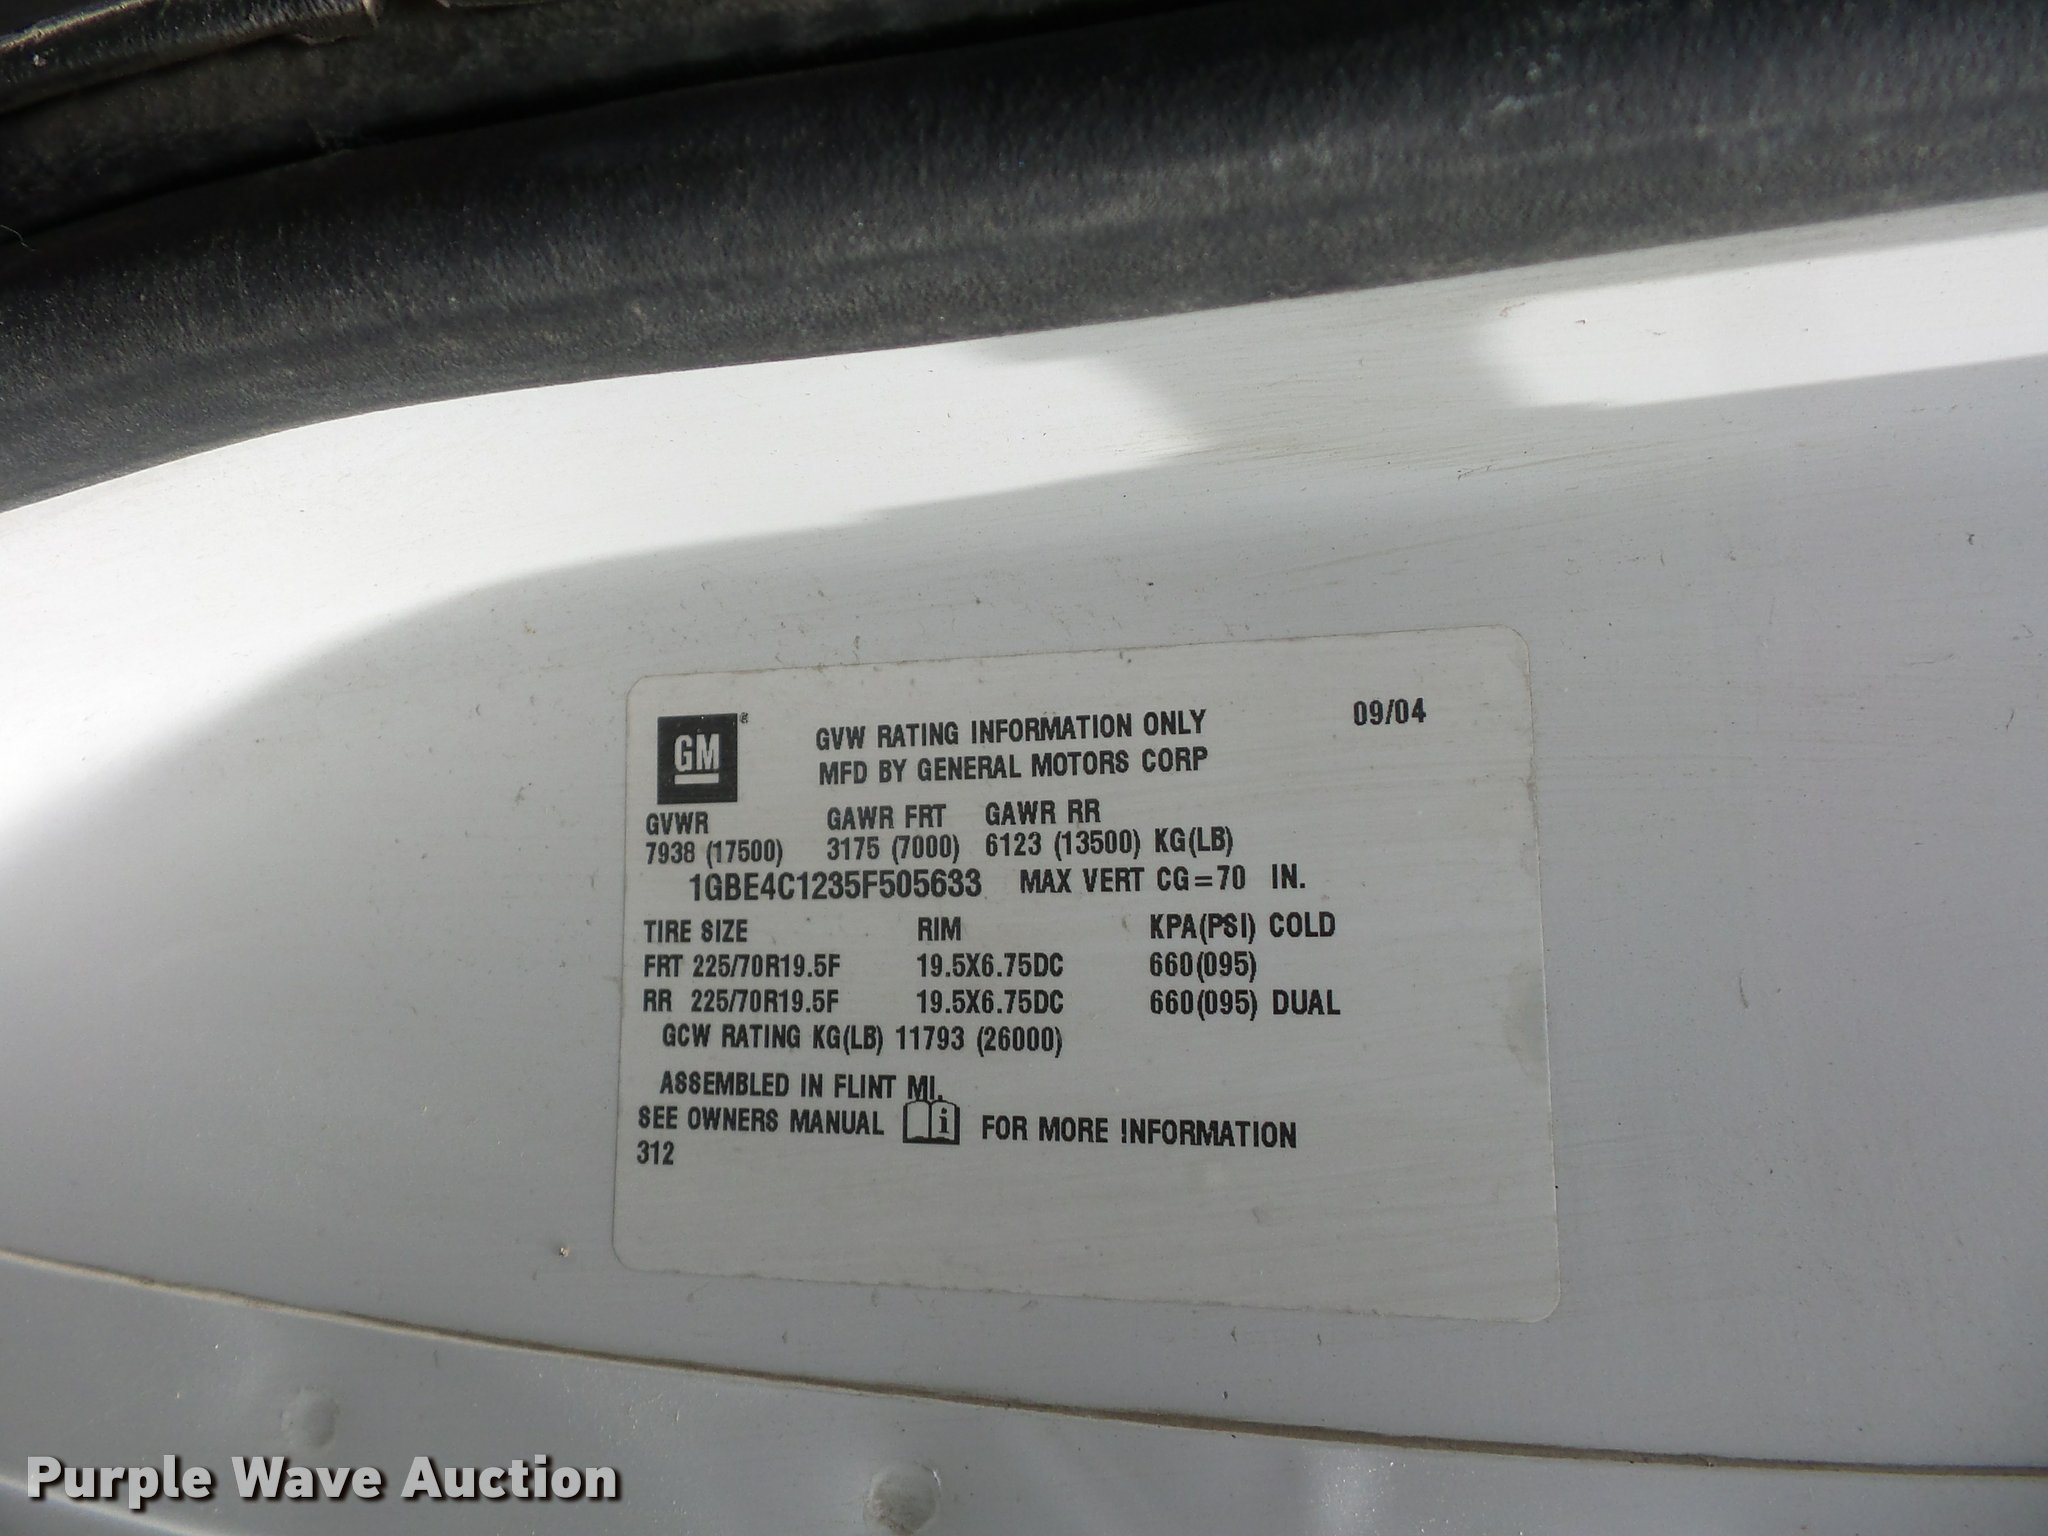 GM® GVW RATING INFORMATION ONLY 09/04
MFD BY GENERAL MOTORS CORP
GVWR GAWR FRT GAWR RR
7938 (17500) 3175 (7000) 6123 (13500) KG(LB)
1GBE4C1235F505633 MAX VERT CG=70 IN.
TIRE SIZE RIM KPA(PSI) COLD
FRT 225/70R19.5F 19.5X6.75DC 660(095)
RR 225/70R19.5F 19.5X6.75DC 660(095) DUAL
GCW RATING KG(LB) 11793 (26000)
ASSEMBLED IN FLINT MI.
SEE OWNERS MANUAL i FOR MORE INFORMATION
312
Purple Wave Auction